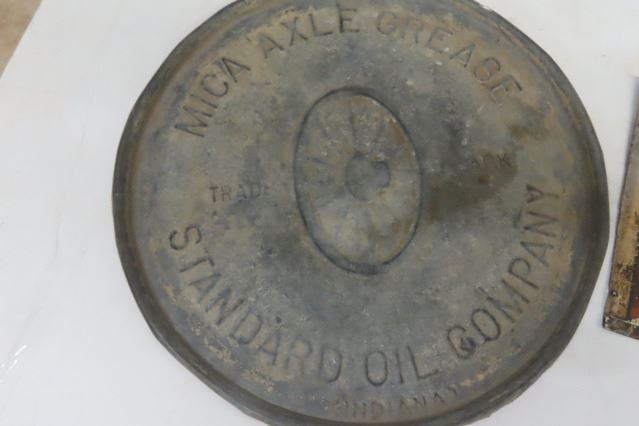 MICA AXLE GREASE
TRADE MARK
STANDARD OIL COMPANY
(INDIANA)